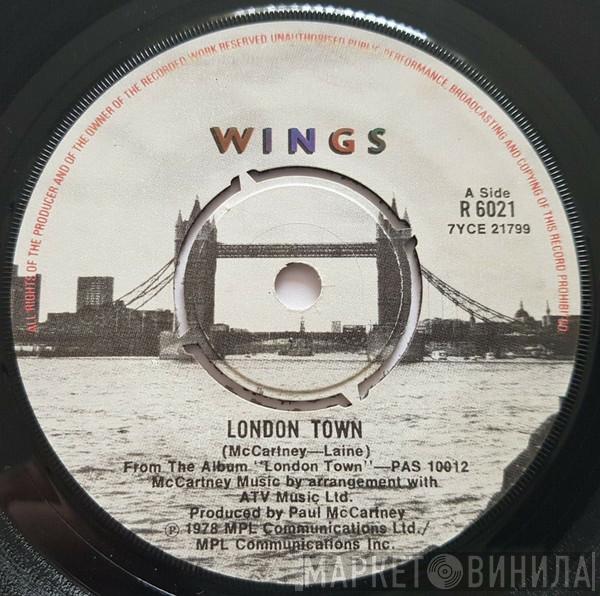 ALL RIGHTS OF THE PRODUCER AND OF THE OWNER OF THE RECORDED WORK RESERVED UNAUTHORISED PUBLIC PERFORMANCE, BROADCASTING AND COPYING OF THIS RECORD PROHIBITED
WINGS
A Side
R 6021
7YCE 21799
LONDON TOWN
(McCartney—Laine)
From The Album "London Town"—PAS 10012
McCartney Music by arrangement with
ATV Music Ltd.
Produced by Paul McCartney
℗ 1978 MPL Communications Ltd./
MPL Communications Inc.
МАРКЕТ ВИНИЛА